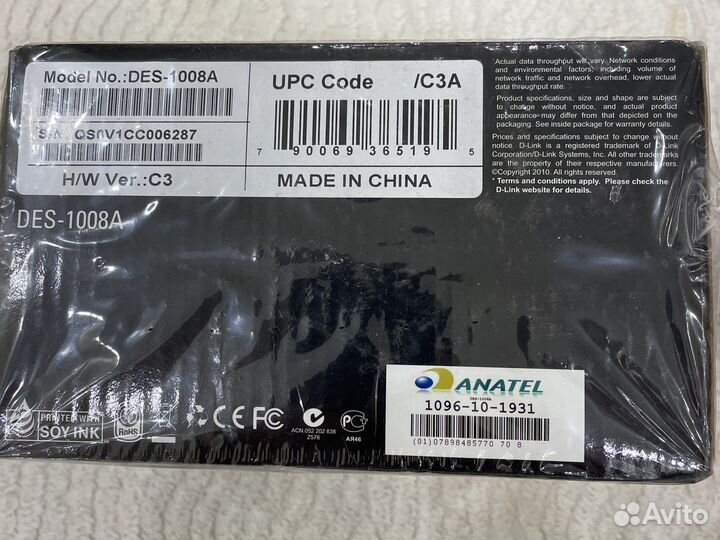 Model No.:DES-1008A
S/N: QS0V1CC006287
H/W Ver.:C3
UPC Code /C3A
7 90069 36519 5
MADE IN CHINA
Actual data throughput will vary. Network conditions
and environmental factors, including volume of
network traffic and network overhead, lower actual
data throughput rate.
Product specifications, size and shape are subject
to change without notice, and actual product
appearance may differ from that depicted on the
packaging. See inside package for warranty details.
Prices and specifications subject to change without
notice. D-Link is a registered trademark of D-Link
Corporation/D-Link Systems, Inc. All other trademarks
are the property of their respective manufacturers.
©Copyright 2010. All rights reserved.
* Terms and conditions apply. Please check the
D-Link website for details.
DES-1008A
PRINTED WITH
SOY INK
RoHS
CE FC
ACN 052 202 838
Z576
AR46
ANATEL
DES-1008A
1096-10-1931
(01)07898485770 70 8
Avito